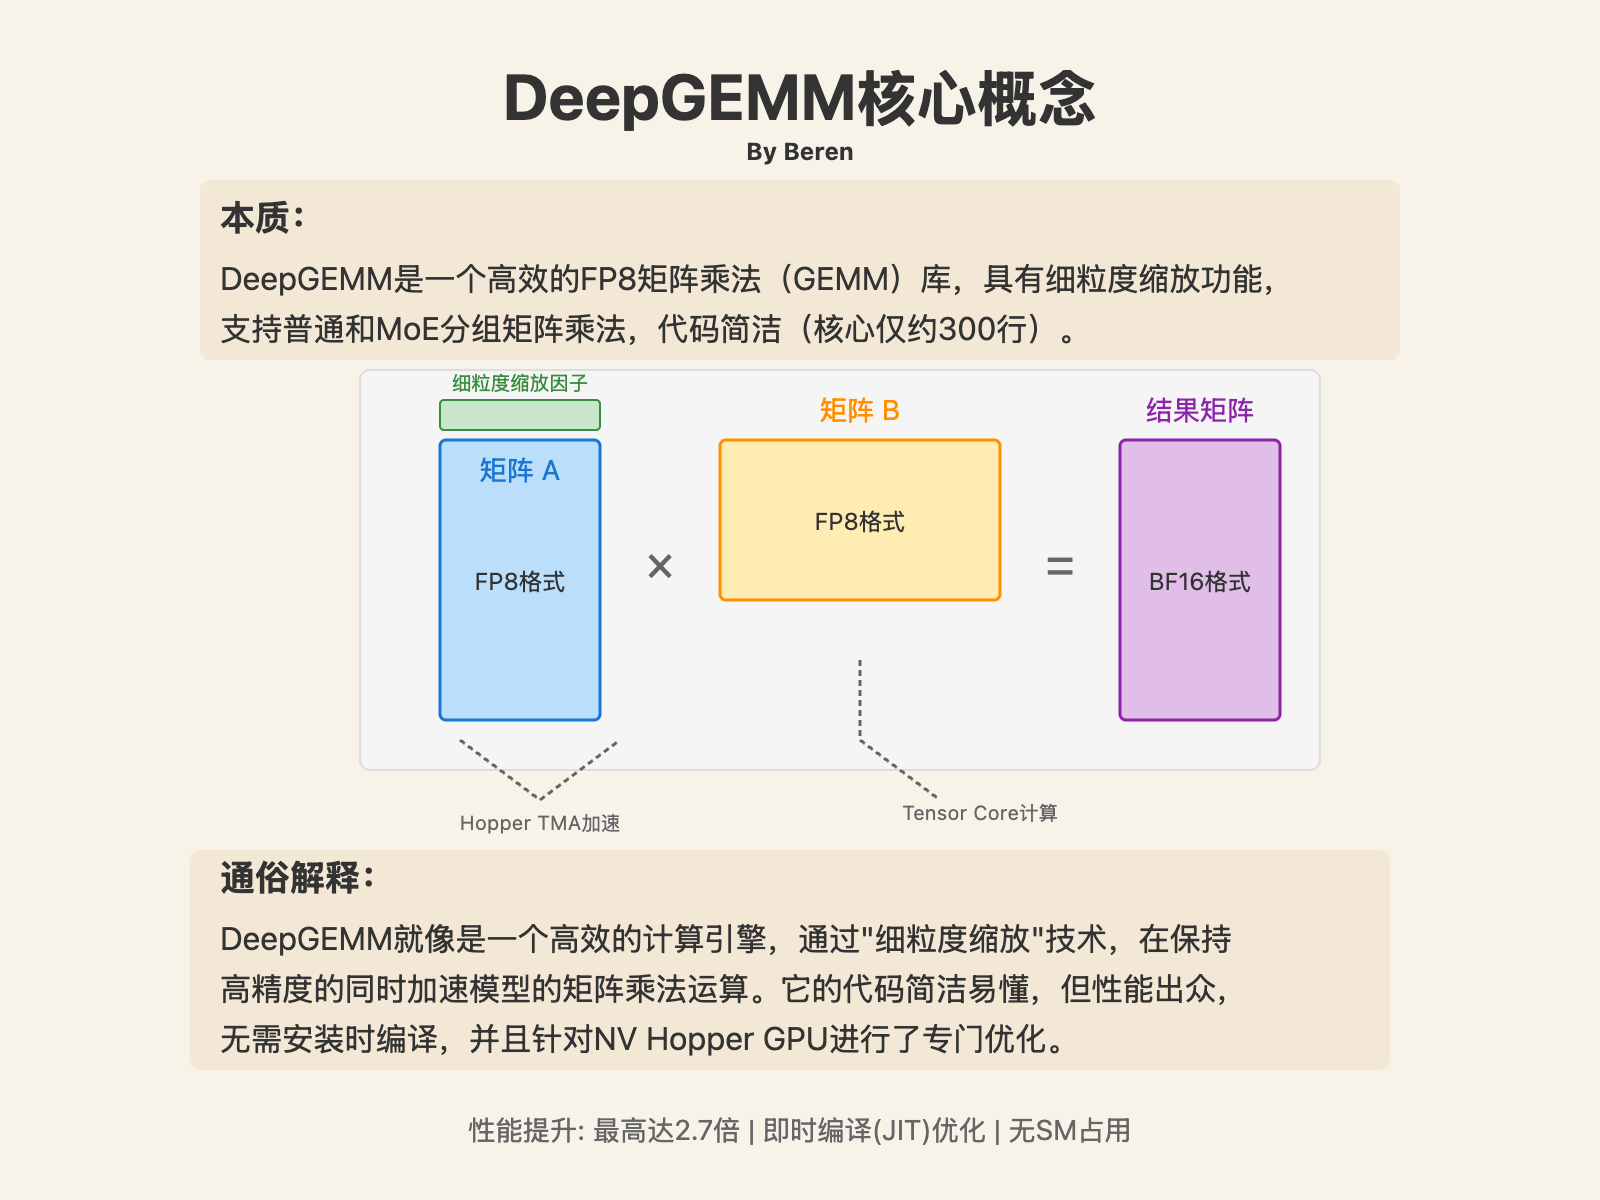 DeepGEMM核心概念
By Beren
本质：
DeepGEMM是一个高效的FP8矩阵乘法（GEMM）库，具有细粒度缩放功能，
支持普通和MoE分组矩阵乘法，代码简洁（核心仅约300行）。
细粒度缩放因子
矩阵 A
FP8格式
×
矩阵 B
FP8格式
=
结果矩阵
BF16格式
Hopper TMA加速
Tensor Core计算
通俗解释：
DeepGEMM就像是一个高效的计算引擎，通过"细粒度缩放"技术，在保持
高精度的同时加速模型的矩阵乘法运算。它的代码简洁易懂，但性能出众，
无需安装时编译，并且针对NV Hopper GPU进行了专门优化。
性能提升: 最高达2.7倍 | 即时编译(JIT)优化 | 无SM占用